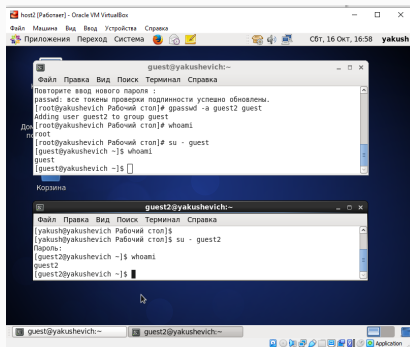 host2 [Работает] - Oracle VM VirtualBox
Файл Машина Вид Ввод Устройства Справка
Приложения Переход Система Сбт, 16 Окт, 16:58 yakush
guest@yakushevich:~
Файл Правка Вид Поиск Терминал Справка
Повторите ввод нового пароля :
passwd: все токены проверки подлинности успешно обновлены.
[root@yakushevich Рабочий стол]# gpasswd -a guest2 guest
Adding user guest2 to group guest
[root@yakushevich Рабочий стол]# whoami
root
[root@yakushevich Рабочий стол]# su - guest
[guest@yakushevich ~]$ whoami
guest
[guest@yakushevich ~]$
Корзина
guest2@yakushevich:~
Файл Правка Вид Поиск Терминал Справка
[yakush@yakushevich Рабочий стол]$
[yakush@yakushevich Рабочий стол]$ su - guest2
Пароль:
[guest2@yakushevich ~]$ whoami
guest2
[guest2@yakushevich ~]$
guest@yakushevich:~ guest2@yakushevich:~
Application